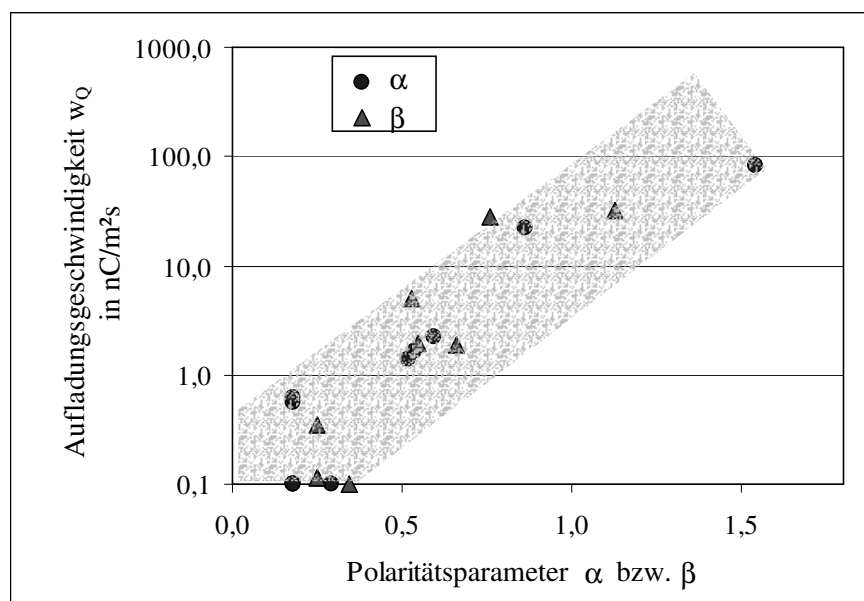 1000,0
100,0
10,0
1,0
0,1
Aufladungsgeschwindigkeit w_Q
in nC/m²s
α
β
0,0
0,5
1,0
1,5
Polaritätsparameter α bzw. β